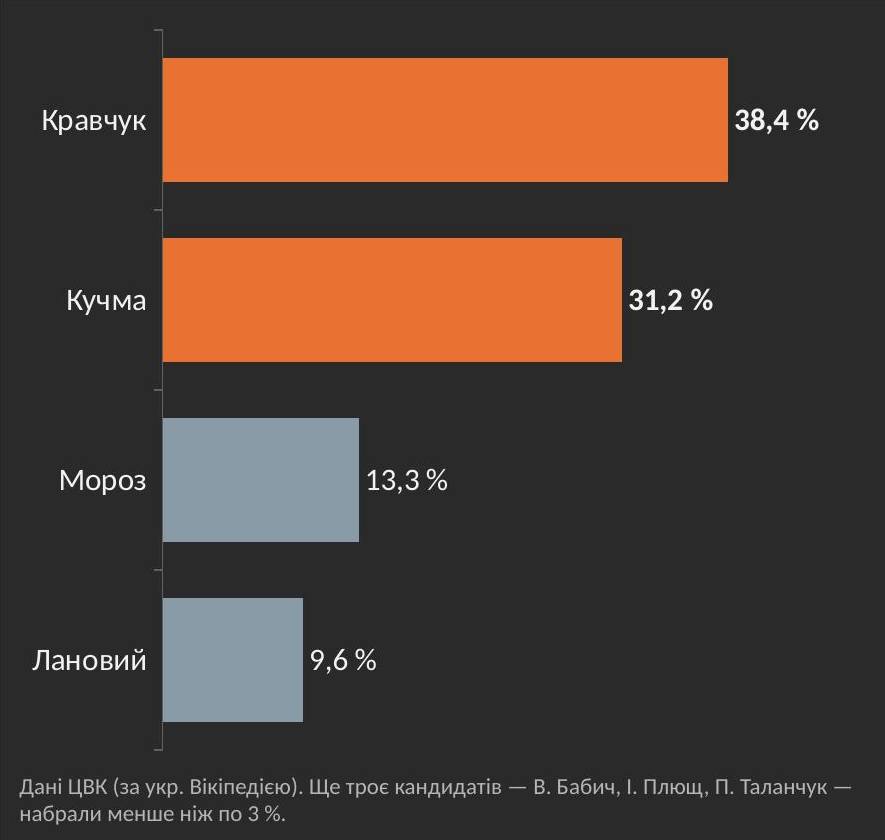 Кравчук
38,4 %
Кучма
31,2 %
Мороз
13,3 %
Лановий
9,6 %
Дані ЦВК (за укр. Вікіпедією). Ще троє кандидатів — В. Бабич, І. Плющ, П. Таланчук —
набрали менше ніж по 3 %.